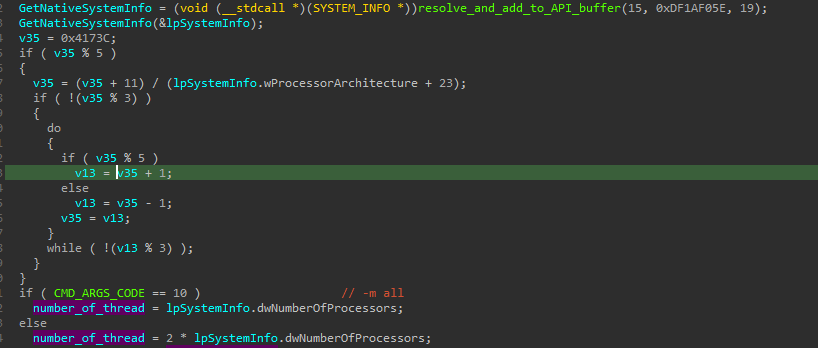 GetNativeSystemInfo = (void (__stdcall *)(SYSTEM_INFO *))resolve_and_add_to_API_buffer(15, 0xDF1AF05E, 19);
GetNativeSystemInfo(&lpSystemInfo);
v35 = 0x4173C;
if ( v35 % 5 )
{
v35 = (v35 + 11) / (lpSystemInfo.wProcessorArchitecture + 23);
if ( !(v35 % 3) )
{
do
{
if ( v35 % 5 )
v13 = v35 + 1;
else
v13 = v35 - 1;
v35 = v13;
}
while ( !(v13 % 3) );
}
}
if ( CMD_ARGS_CODE == 10 ) // -m all
number_of_thread = lpSystemInfo.dwNumberOfProcessors;
else
number_of_thread = 2 * lpSystemInfo.dwNumberOfProcessors;